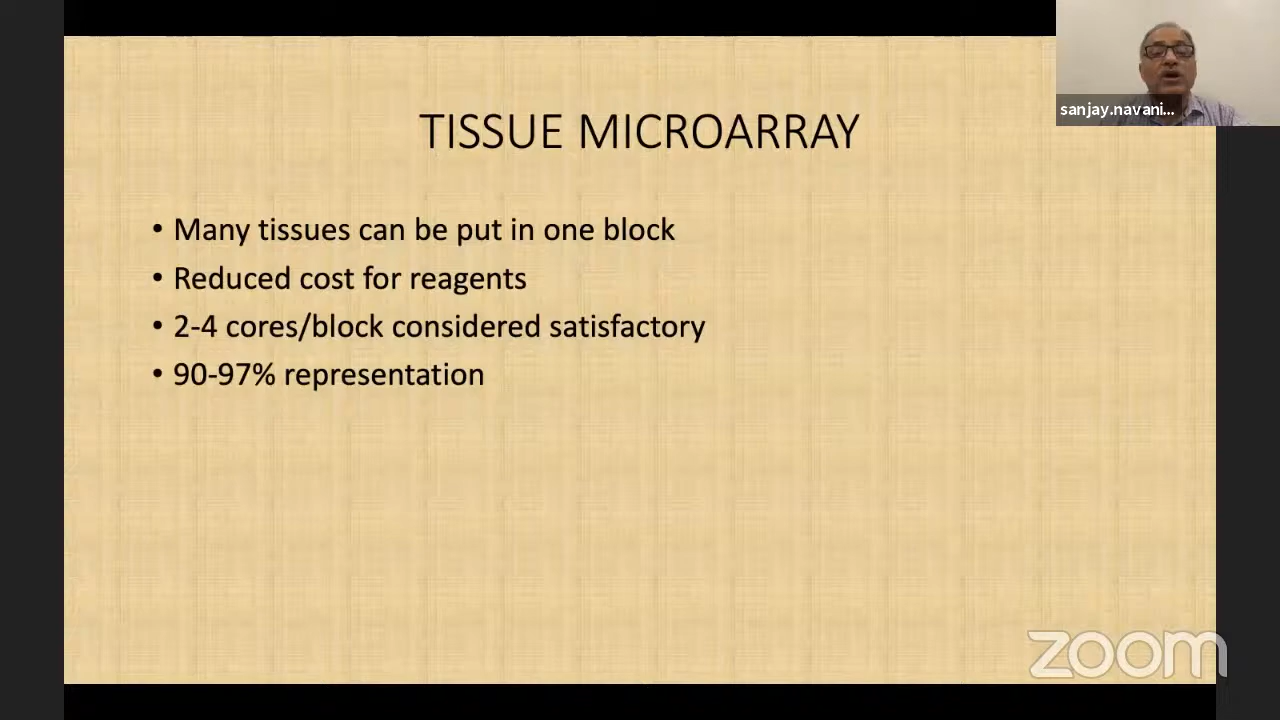 sanjay.navani...
TISSUE MICROARRAY
• Many tissues can be put in one block
• Reduced cost for reagents
• 2-4 cores/block considered satisfactory
• 90-97% representation
zoom